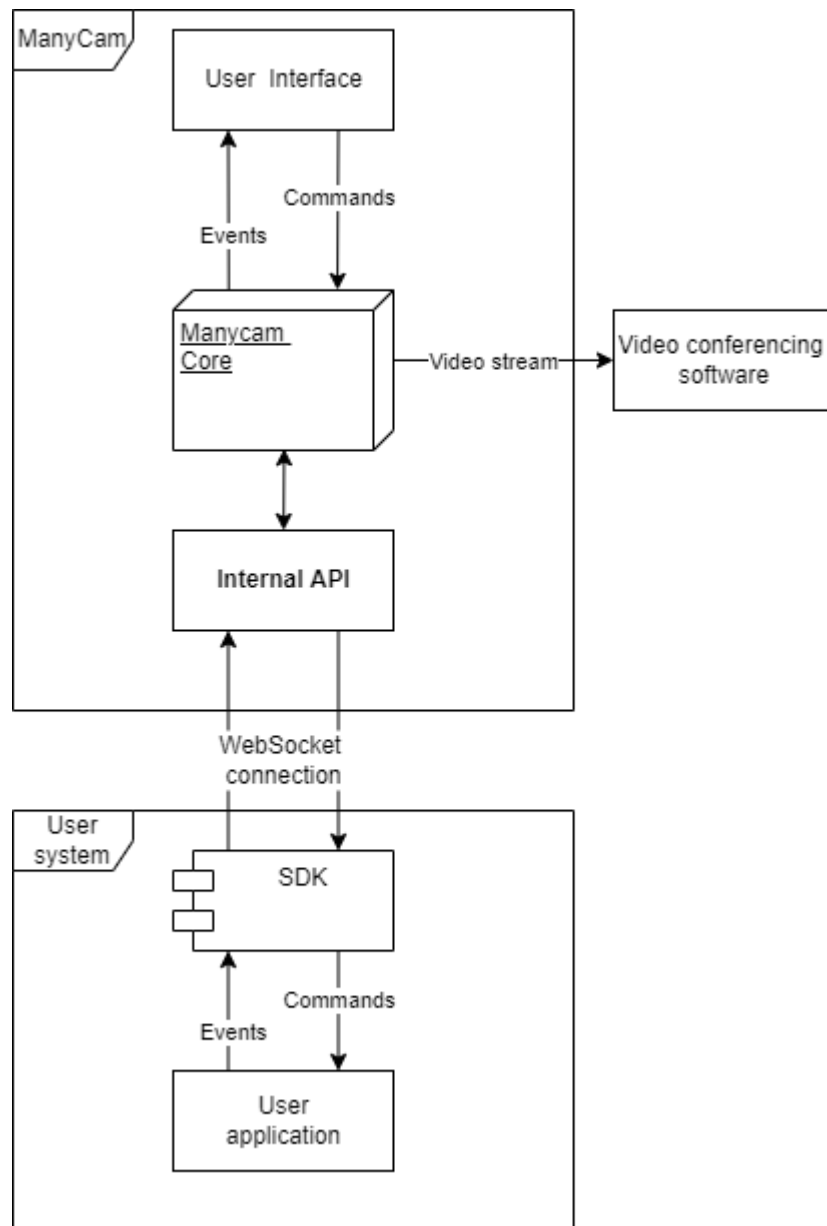 ManyCam
User Interface
Commands
Events
Manycam
Core
Video stream
Video conferencing
software
Internal API
WebSocket
connection
User
system
SDK
Commands
Events
User
application